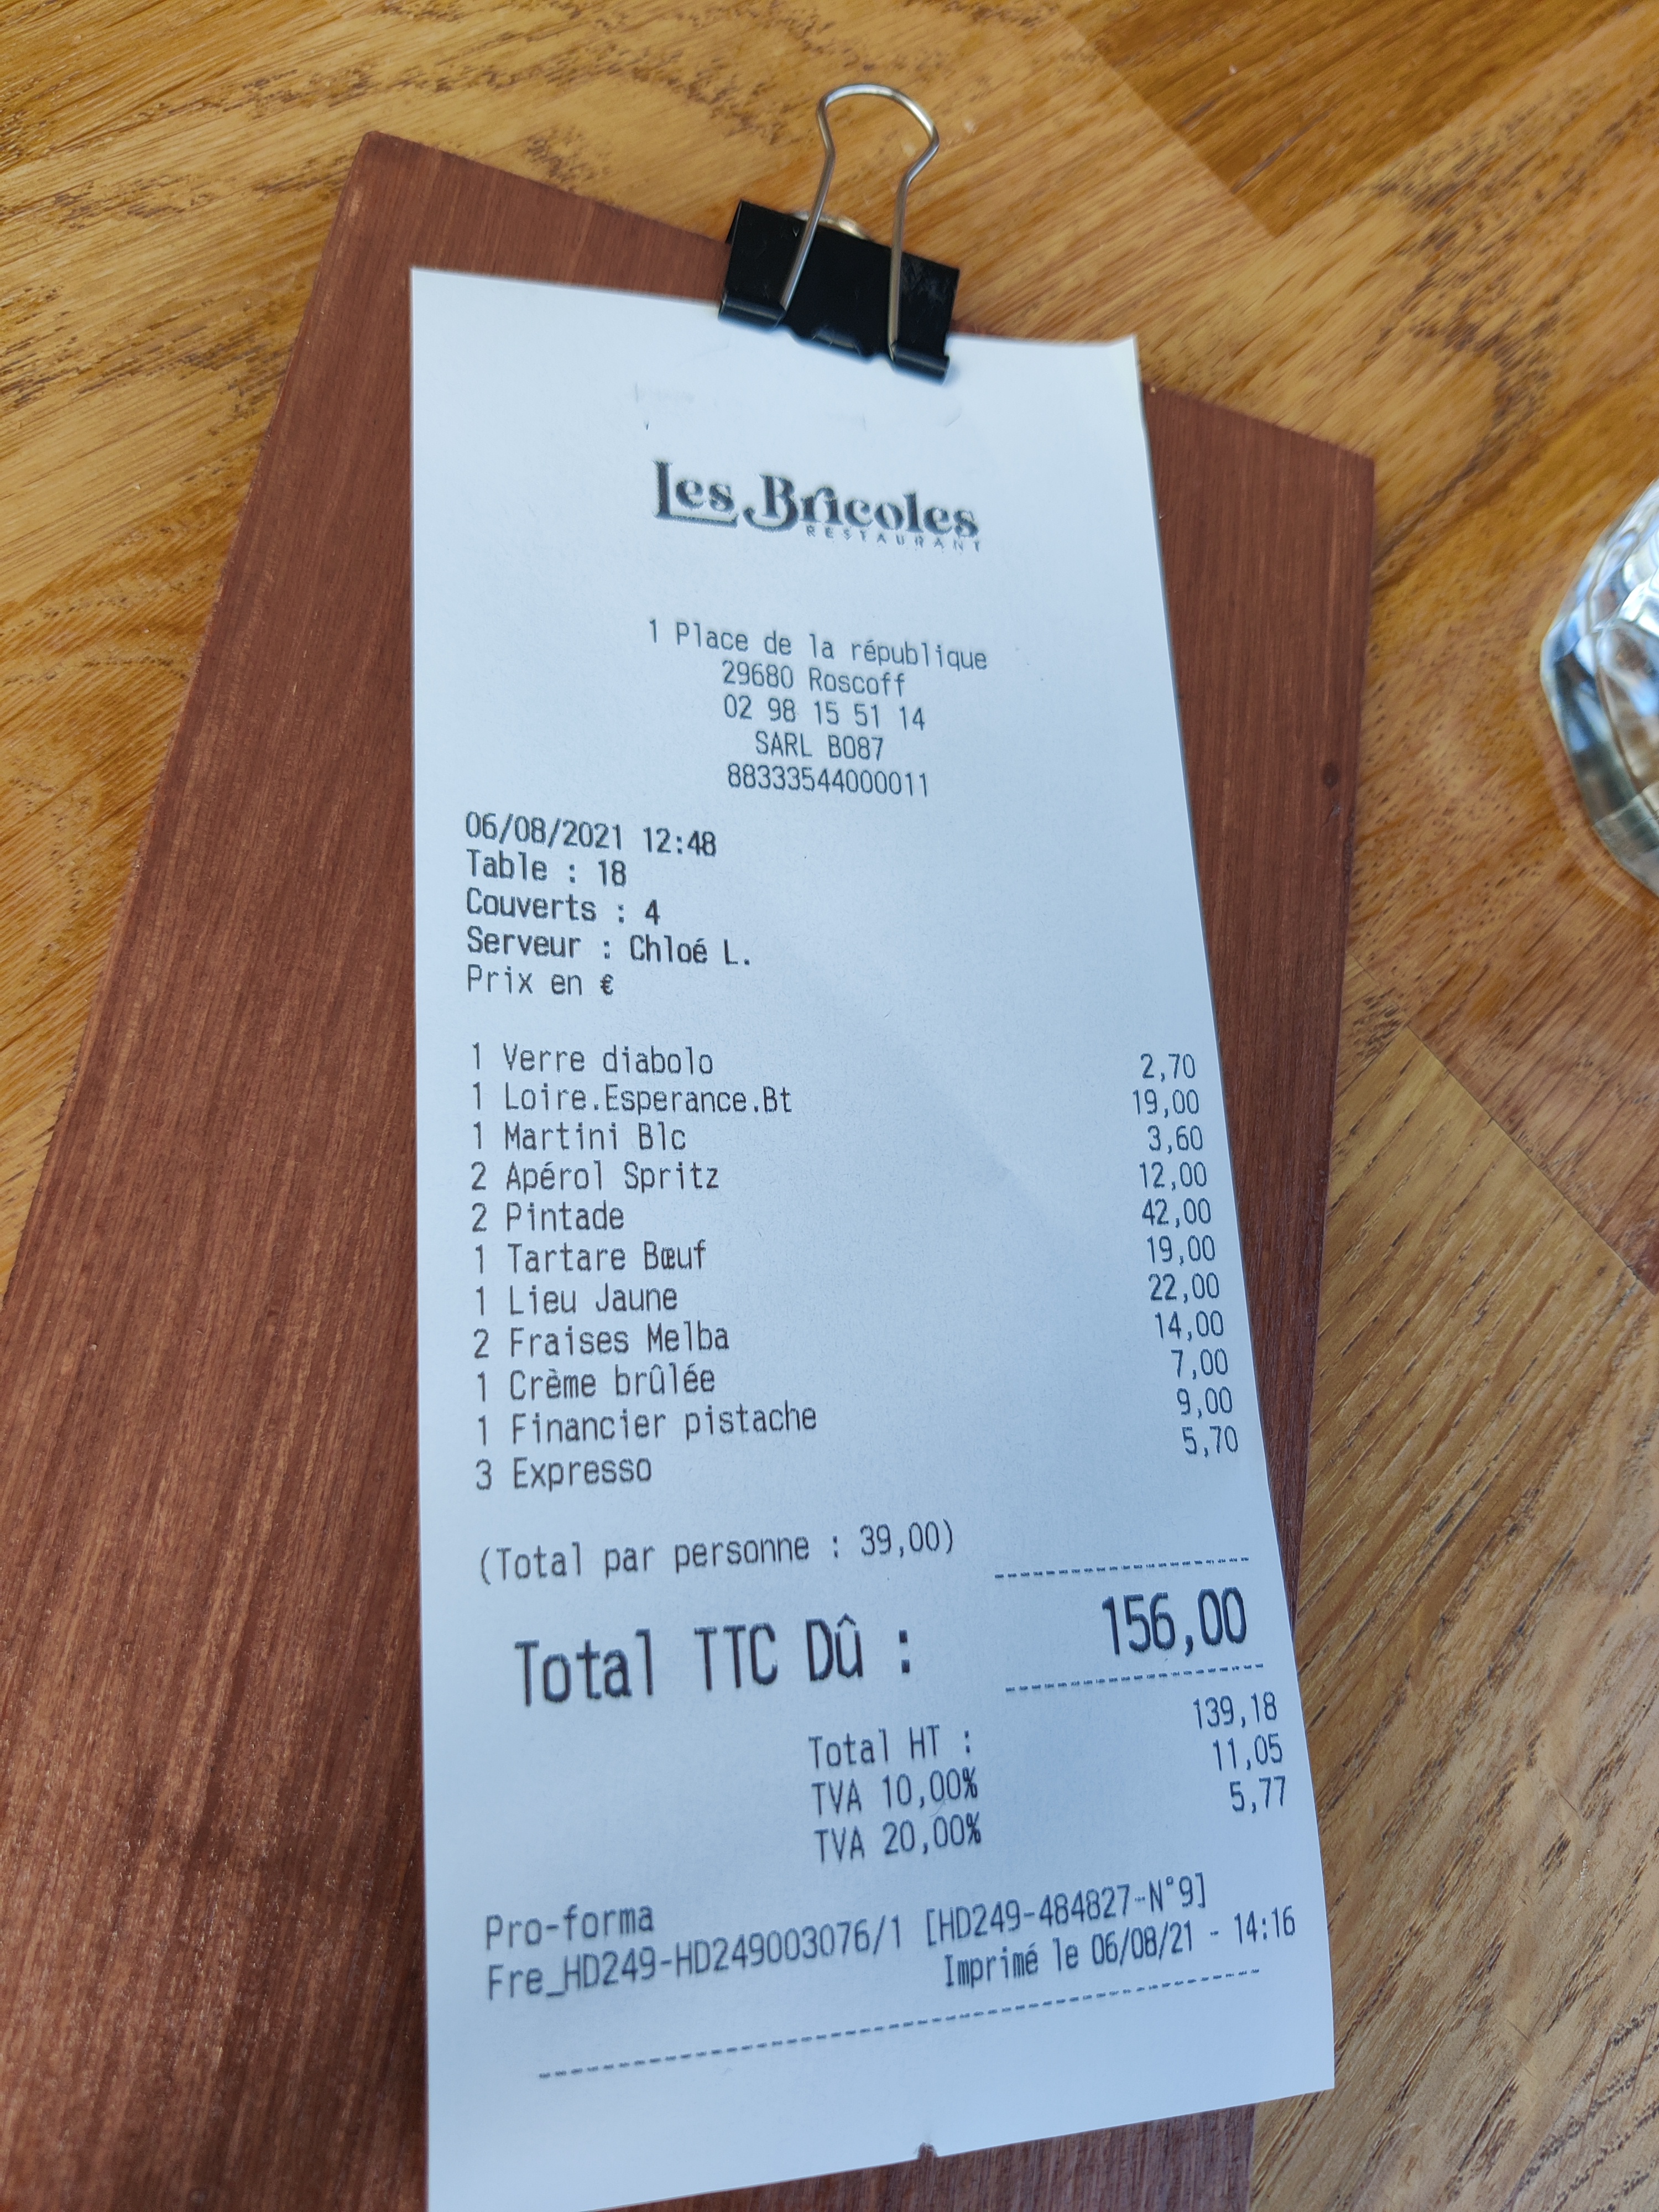 Les Bricoles
RESTAURANT
1 Place de la république
29680 Roscoff
02 98 15 51 14
SARL BO87
88333544000011
06/08/2021 12:48
Table : 18
Couverts : 4
Serveur : Chloé L.
Prix en €
1 Verre diabolo 2,70
1 Loire.Esperance.Bt 19,00
1 Martini Blc 3,60
2 Apérol Spritz 12,00
2 Pintade 42,00
1 Tartare Bœuf 19,00
1 Lieu Jaune 22,00
2 Fraises Melba 14,00
1 Crème brûlée 7,00
1 Financier pistache 9,00
3 Expresso 5,70
(Total par personne : 39,00)
Total TTC Dû : 156,00
Total HT : 139,18
TVA 10,00% 11,05
TVA 20,00% 5,77
Pro-forma
Fre_HD249-HD249003076/1 [HD249-484827-N°9]
Imprimé le 06/08/21 - 14:16